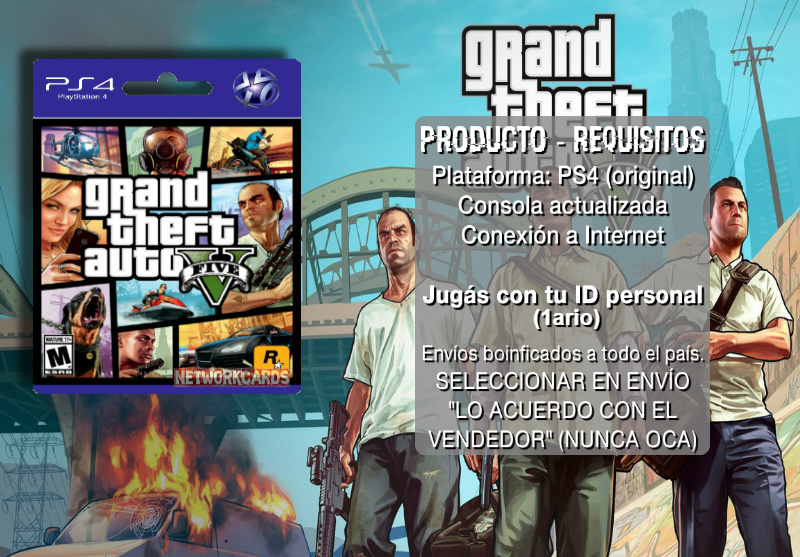 PS4
PlayStation 4
grand
theft
auto
V
FIVE
MATURE 17+
M
ESRB
R
NETWORKCARDS
grand
theft
PRODUCTO - REQUISITOS
Plataforma: PS4 (original)
Consola actualizada
Conexión a Internet
Jugás con tu ID personal
(1ario)
Envíos boinficados a todo el país.
SELECCIONAR EN ENVÍO
"LO ACUERDO CON EL
VENDEDOR" (NUNCA OCA)